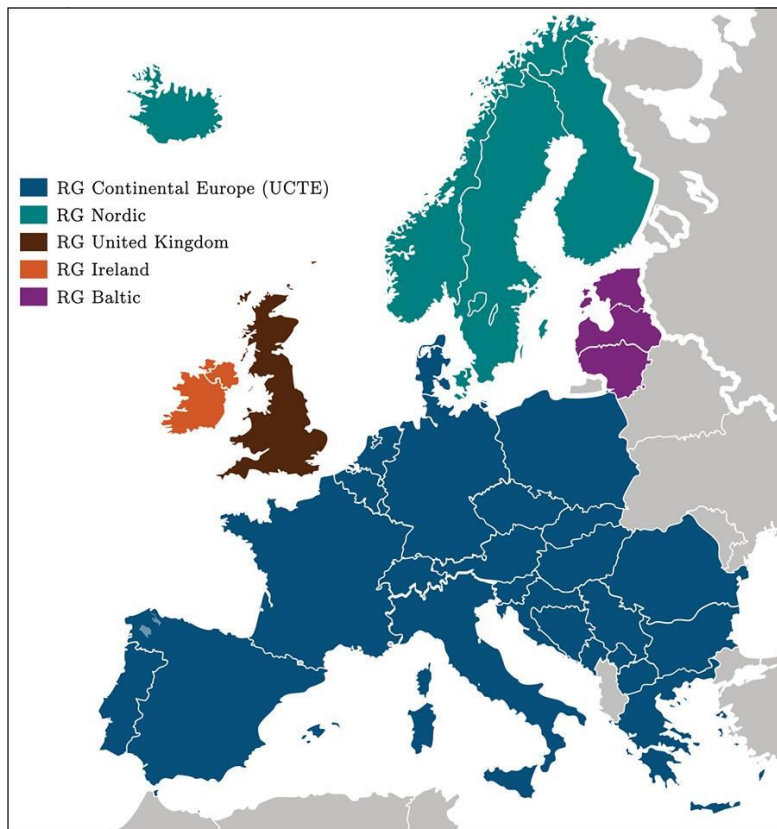 RG Continental Europe (UCTE)
RG Nordic
RG United Kingdom
RG Ireland
RG Baltic